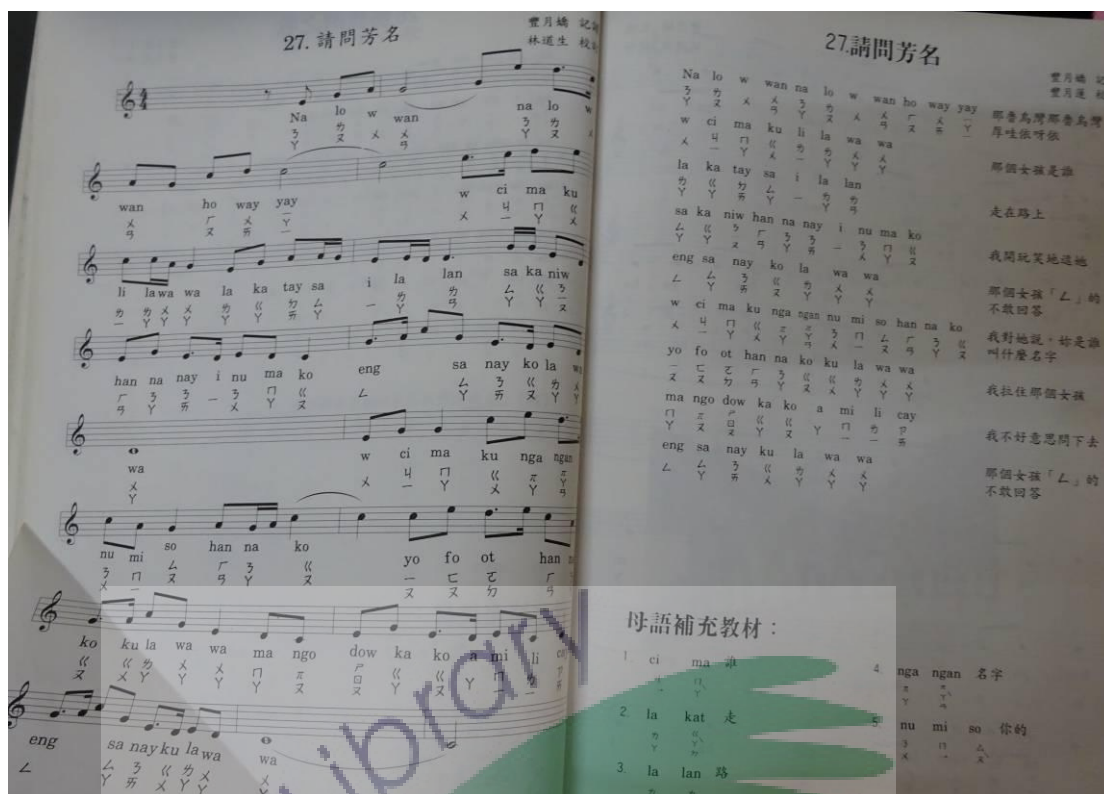 27. 請問芳名
豐月嬌 記
林道生 校
Na lo w wan na lo w
ㄋ ㄌ ㄨ ㄨ ㄋ ㄌ
ㄚ ㄡ ㄢ ㄚ ㄡ
wan ho way yay w ci ma ku
ㄨ ㄏ ㄨ ㄧ ㄨ ㄐ ㄇ ㄍ
ㄢ ㄡ ㄞ ㄚ ㄧ ㄚ ㄨ
li la wa wa la ka tay sa i la lan sa ka niw
ㄌ ㄌ ㄨ ㄨ ㄌ ㄍ ㄉ ㄙ ㄧ ㄌ ㄌ ㄙ ㄍ ㄋ
ㄧ ㄚ ㄚ ㄚ ㄚ ㄚ ㄞ ㄚ ㄚ ㄢ ㄚ ㄚ
han na nay i nu ma ko eng sa nay ko la
ㄏ ㄋ ㄋ ㄧ ㄋ ㄇ ㄍ ㄥ ㄙ ㄋ ㄍ ㄌ
ㄢ ㄚ ㄞ ㄨ ㄚ ㄡ ㄚ ㄞ ㄡ ㄚ
wa w ci ma ku nga ngan
ㄨ ㄨ ㄐ ㄇ ㄍ ㄫ ㄫ
ㄚ ㄧ ㄚ ㄨ ㄚ ㄢ
nu mi so han na ko yo fo ot han
ㄋ ㄇ ㄙ ㄏ ㄋ ㄍ ㄧ ㄈ ㄛ ㄏ
ㄨ ㄧ ㄡ ㄢ ㄚ ㄡ ㄡ ㄡ ㄉ ㄢ
ko ku la wa wa ma ngo dow ka ko a mi li
ㄍ ㄍ ㄌ ㄨ ㄨ ㄇ ㄫ ㄍ ㄍ ㄚ ㄇ ㄌ
ㄡ ㄨ ㄚ ㄚ ㄚ ㄚ ㄡ ㄚ ㄡ ㄧ ㄧ
eng sa nay ku la wa wa
ㄥ ㄙ ㄋ ㄍ ㄌ ㄨ ㄨ
ㄚ ㄞ ㄨ ㄚ ㄚ ㄚ
27.請問芳名
豐月嬌 記
豐月蓮 校
Na lo w wan na lo w wan ho way yay 那魯烏灣那魯烏灣
ㄋ ㄌ ㄨ ㄨ ㄋ ㄌ ㄨ ㄨ ㄏ ㄨ ㄧ 厚哇依呀依
ㄚ ㄡ ㄢ ㄚ ㄡ ㄢ ㄡ ㄞ ㄚ
w ci ma ku li la wa wa 那個女孩是誰
ㄨ ㄐ ㄇ ㄍ ㄌ ㄌ ㄨ ㄨ
ㄧ ㄚ ㄨ ㄧ ㄚ ㄚ ㄚ
la ka tay sa i la lan 走在路上
ㄌ ㄍ ㄉ ㄙ ㄧ ㄌ ㄌ
ㄚ ㄚ ㄞ ㄚ ㄚ ㄢ
sa ka niw han na nay i nu ma ko 我開玩笑地逗她
ㄙ ㄍ ㄋ ㄏ ㄋ ㄋ ㄧ ㄋ ㄇ ㄍ
ㄚ ㄚ ㄡ ㄢ ㄚ ㄞ ㄨ ㄚ ㄡ
eng sa nay ko la wa wa 那個女孩「ㄥ」的
ㄥ ㄙ ㄋ ㄍ ㄌ ㄨ ㄨ 不敢回答
ㄚ ㄞ ㄡ ㄚ ㄚ ㄚ
w ci ma ku nga ngan nu mi so han na ko 我對她說,妳是誰
ㄨ ㄐ ㄇ ㄍ ㄫ ㄫ ㄋ ㄇ ㄙ ㄏ ㄋ ㄍ 叫什麼名字
ㄧ ㄚ ㄨ ㄚ ㄢ ㄨ ㄧ ㄡ ㄢ ㄚ ㄡ
yo fo ot han na ko ku la wa wa 我拉住那個女孩
ㄧ ㄈ ㄛ ㄏ ㄋ ㄍ ㄍ ㄌ ㄨ ㄨ
ㄡ ㄡ ㄉ ㄢ ㄚ ㄡ ㄨ ㄚ ㄚ ㄚ
ma ngo dow ka ko a mi li cay 我不好意思問下去
ㄇ ㄫ ㄍ ㄍ ㄚ ㄇ ㄌ ㄗ
ㄚ ㄡ ㄚ ㄡ ㄧ ㄧ ㄞ
eng sa nay ku la wa wa 那個女孩「ㄥ」的
ㄥ ㄙ ㄋ ㄍ ㄌ ㄨ ㄨ 不敢回答
ㄚ ㄞ ㄨ ㄚ ㄚ ㄚ
母語補充教材:
1. ci ma 誰
2. la kat 走
3. la lan 路
4. nga ngan 名字
5. nu mi so 你的
ibrary